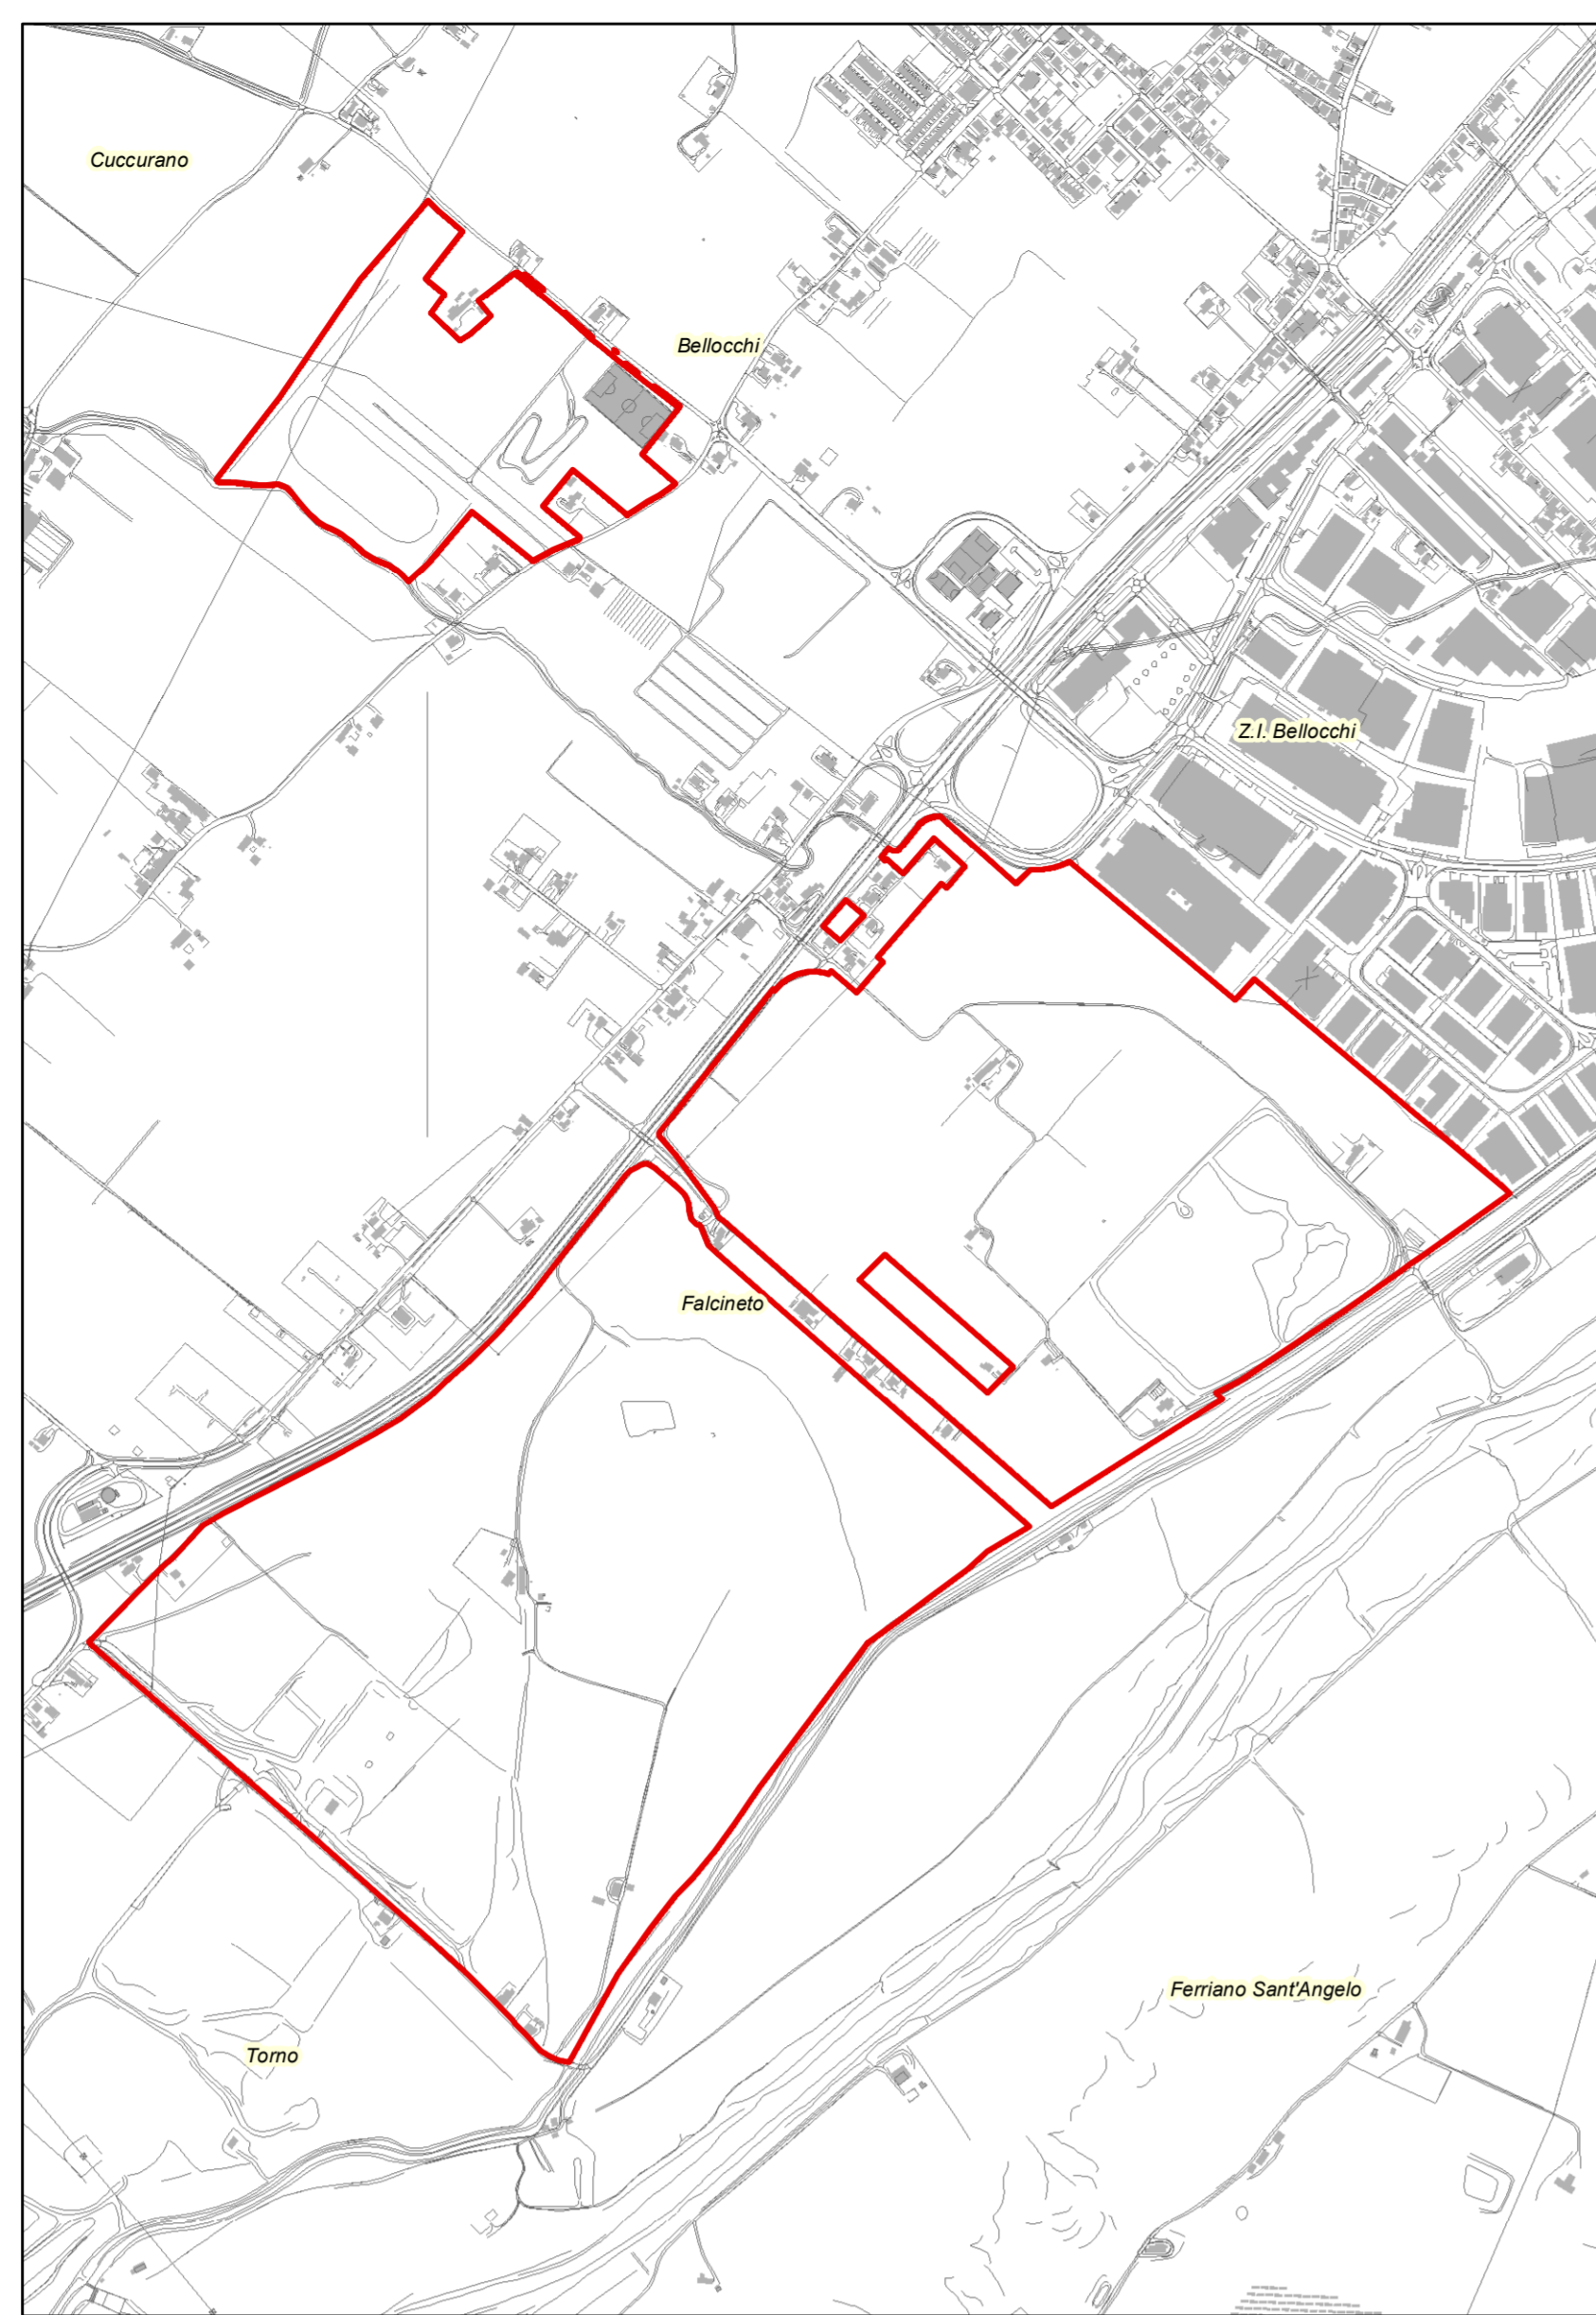 Cuccurano
Bellocchi
Z.I. Bellocchi
Falcineto
Ferriano Sant'Angelo
Torno